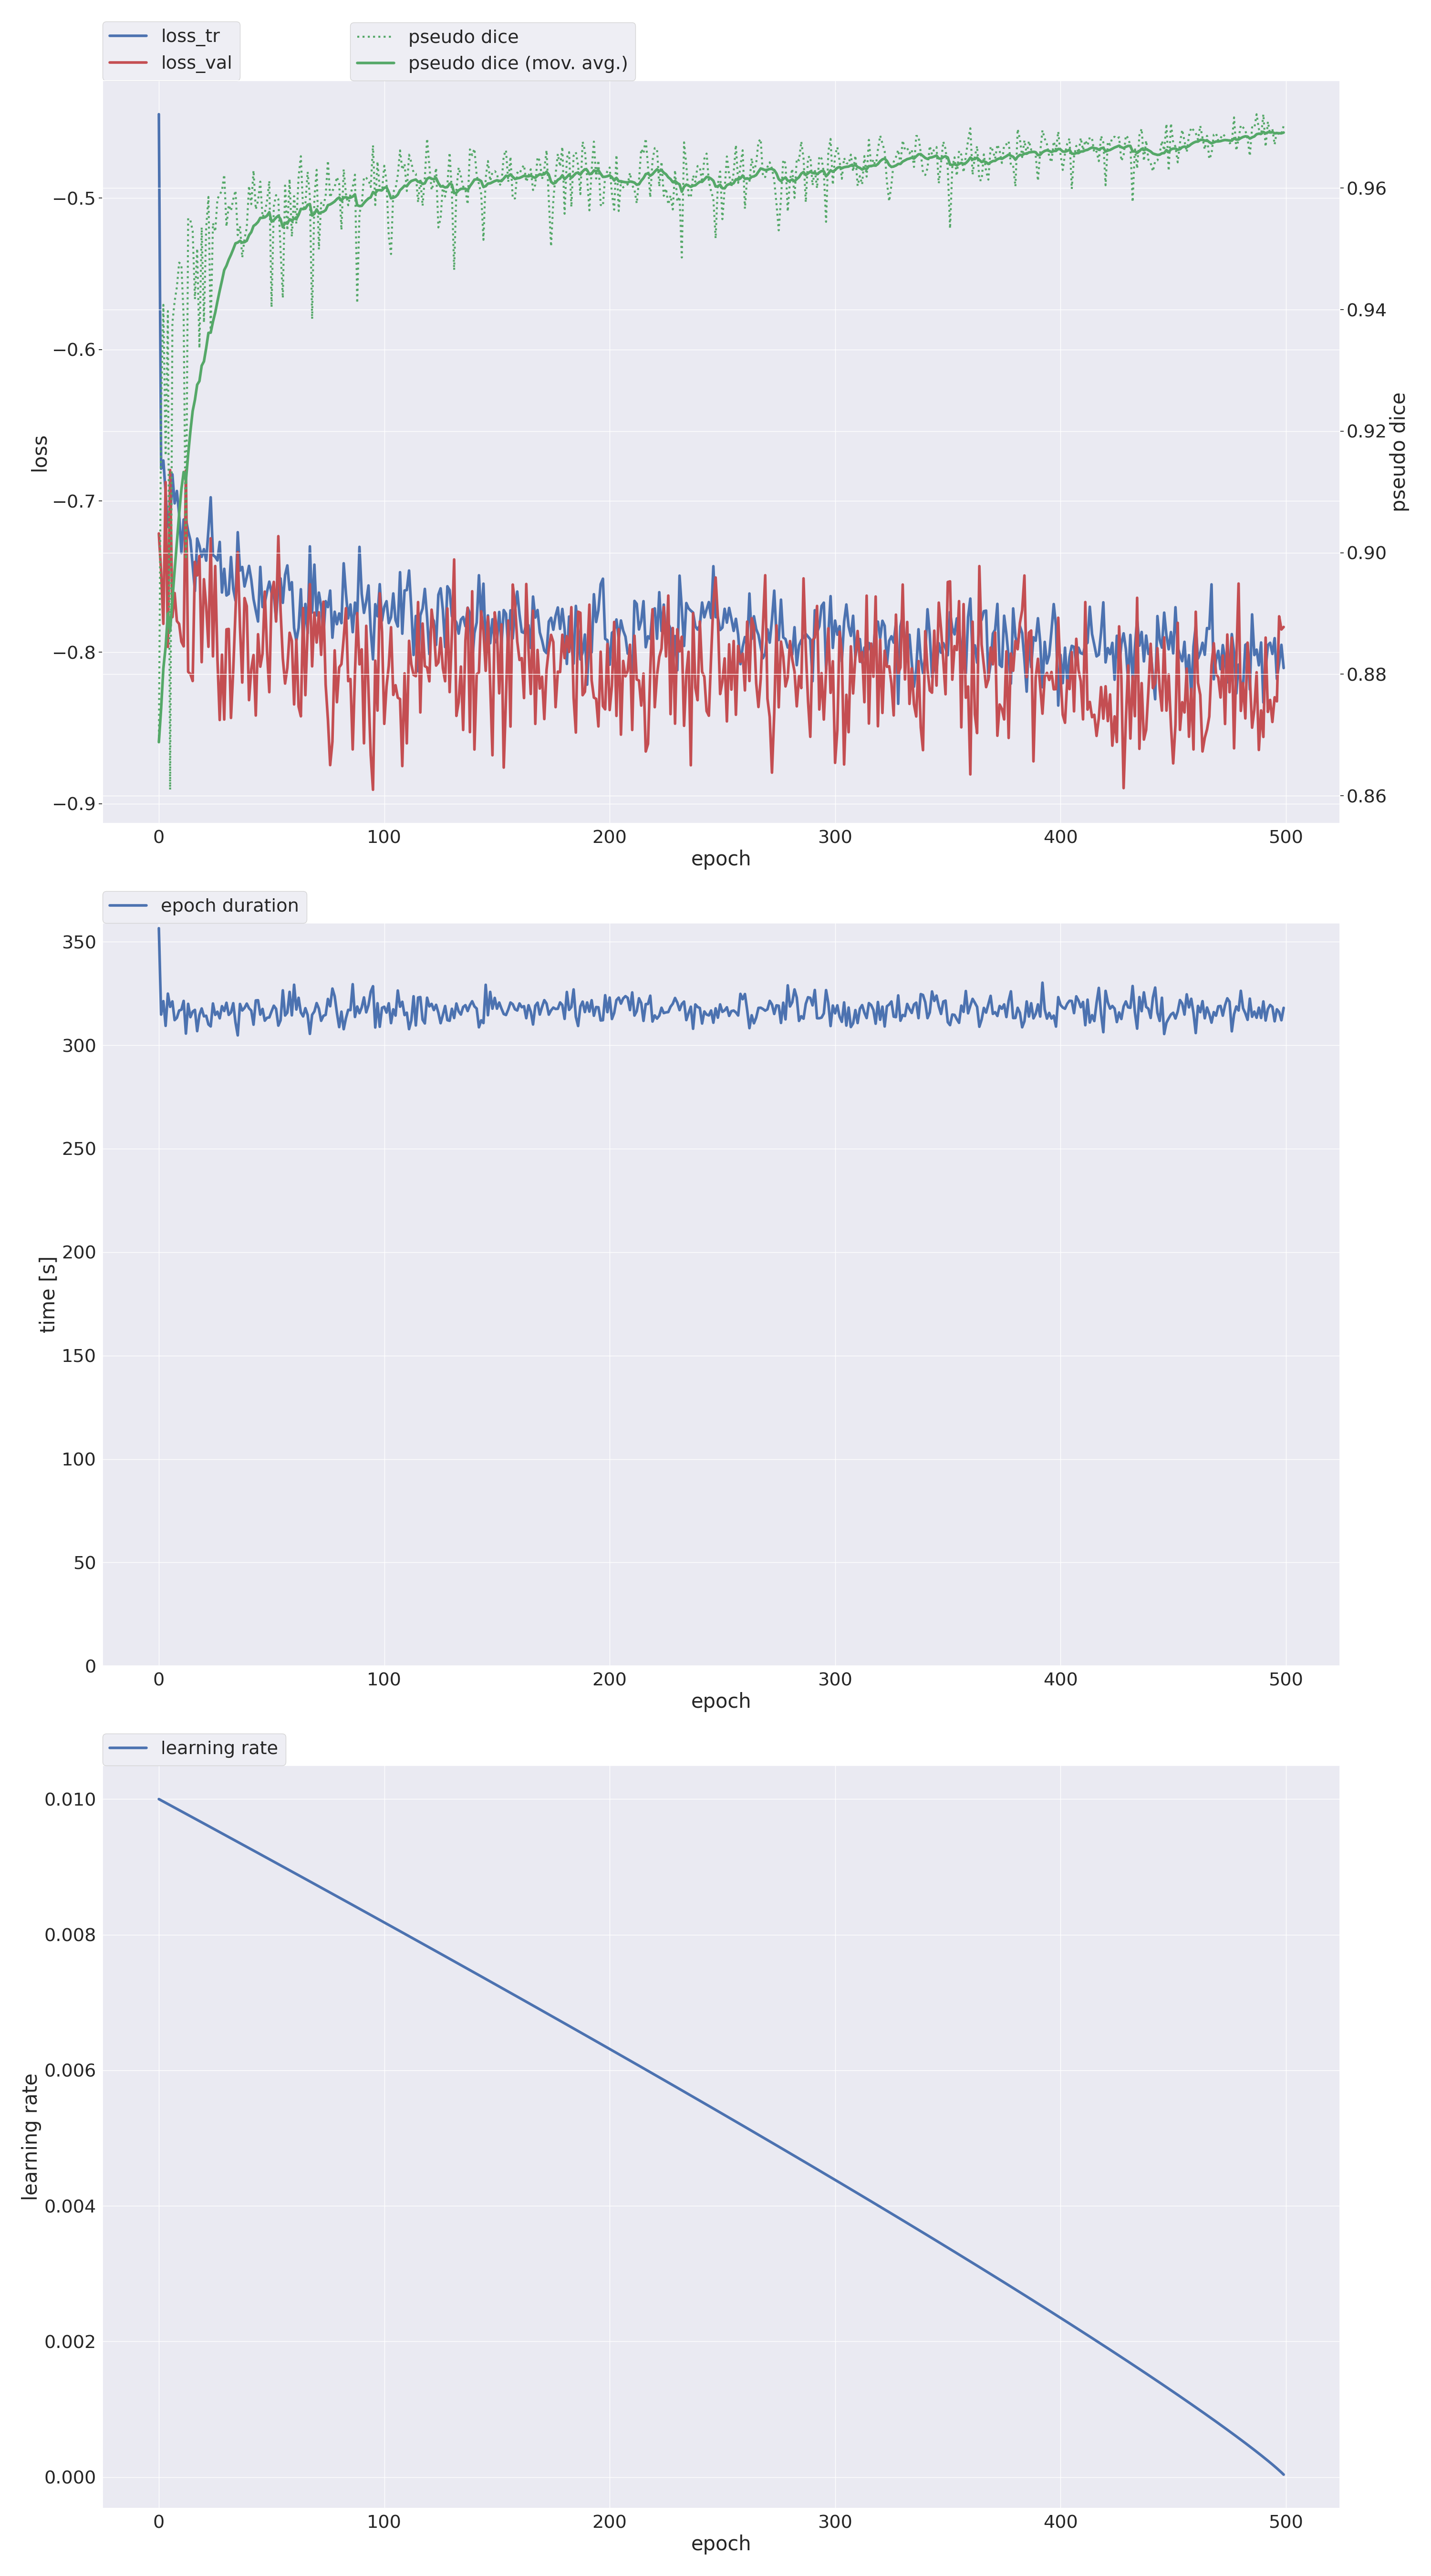 loss_tr
loss_val
pseudo dice
pseudo dice (mov. avg.)
−0.5
−0.6
−0.7
−0.8
−0.9
loss
0.96
0.94
0.92
0.90
0.88
0.86
pseudo dice
0 100 200 300 400 500
epoch
epoch duration
350
300
250
200
150
100
50
0
time [s]
0 100 200 300 400 500
epoch
learning rate
0.010
0.008
0.006
0.004
0.002
0.000
learning rate
0 100 200 300 400 500
epoch